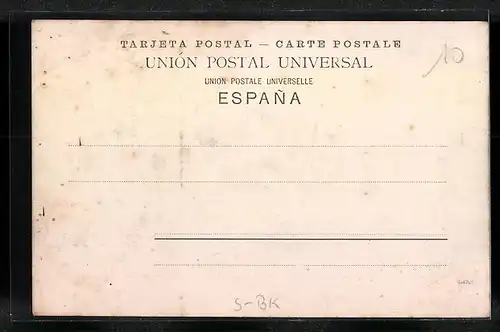 TARJETA POSTAL — CARTE POSTALE
UNIÓN POSTAL UNIVERSAL
UNION POSTALE UNIVERSELLE
ESPAÑA
10
S-BK